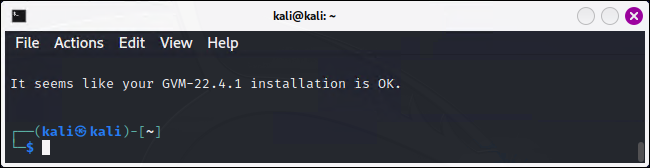 kali@kali: ~
File Actions Edit View Help
It seems like your GVM-22.4.1 installation is OK.
┌──(kali㉿kali)-[~]
└─$